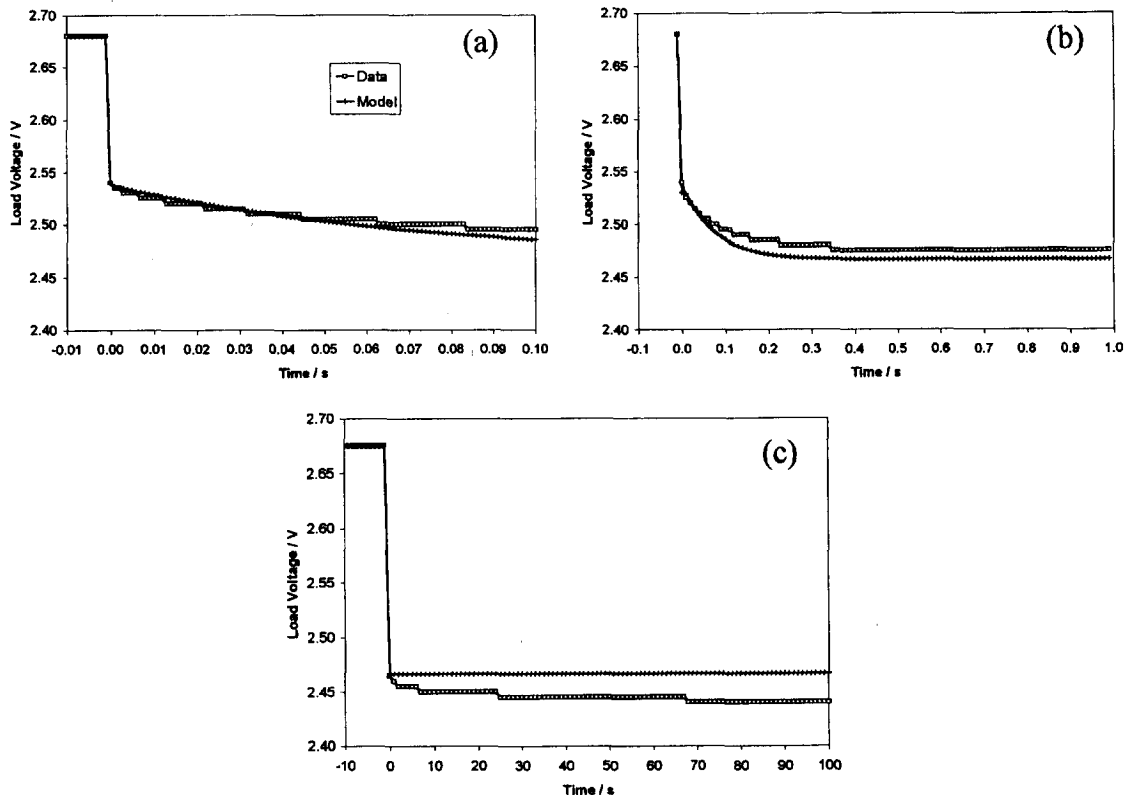 (a)
2.70
2.65
2.60
2.55
2.50
2.45
2.40
Load Voltage / V
Data
Model
-0.01 0.00 0.01 0.02 0.03 0.04 0.05 0.06 0.07 0.08 0.09 0.10
Time / s
(b)
2.70
2.65
2.60
2.55
2.50
2.45
2.40
Load Voltage / V
-0.1 0.0 0.1 0.2 0.3 0.4 0.5 0.6 0.7 0.8 0.9 1.0
Time / s
(c)
2.70
2.65
2.60
2.55
2.50
2.45
2.40
Load Voltage / V
-10 0 10 20 30 40 50 60 70 80 90 100
Time / s